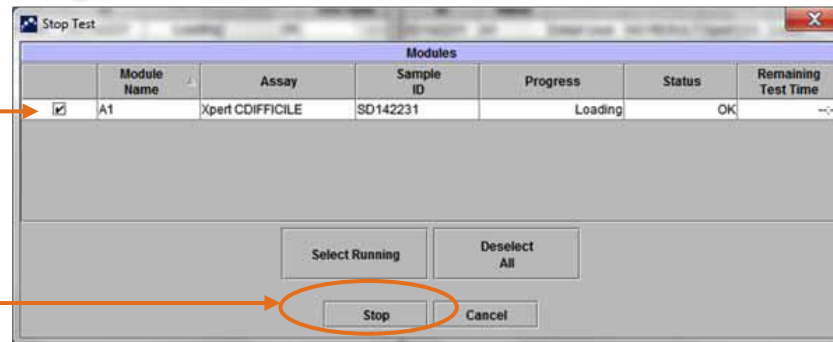 Stop Test
Modules
Module Name Assay Sample ID Progress Status Remaining Test Time
A1 Xpert CDIFFICILE SD142231 Loading OK --:-
Select Running Deselect All
Stop Cancel